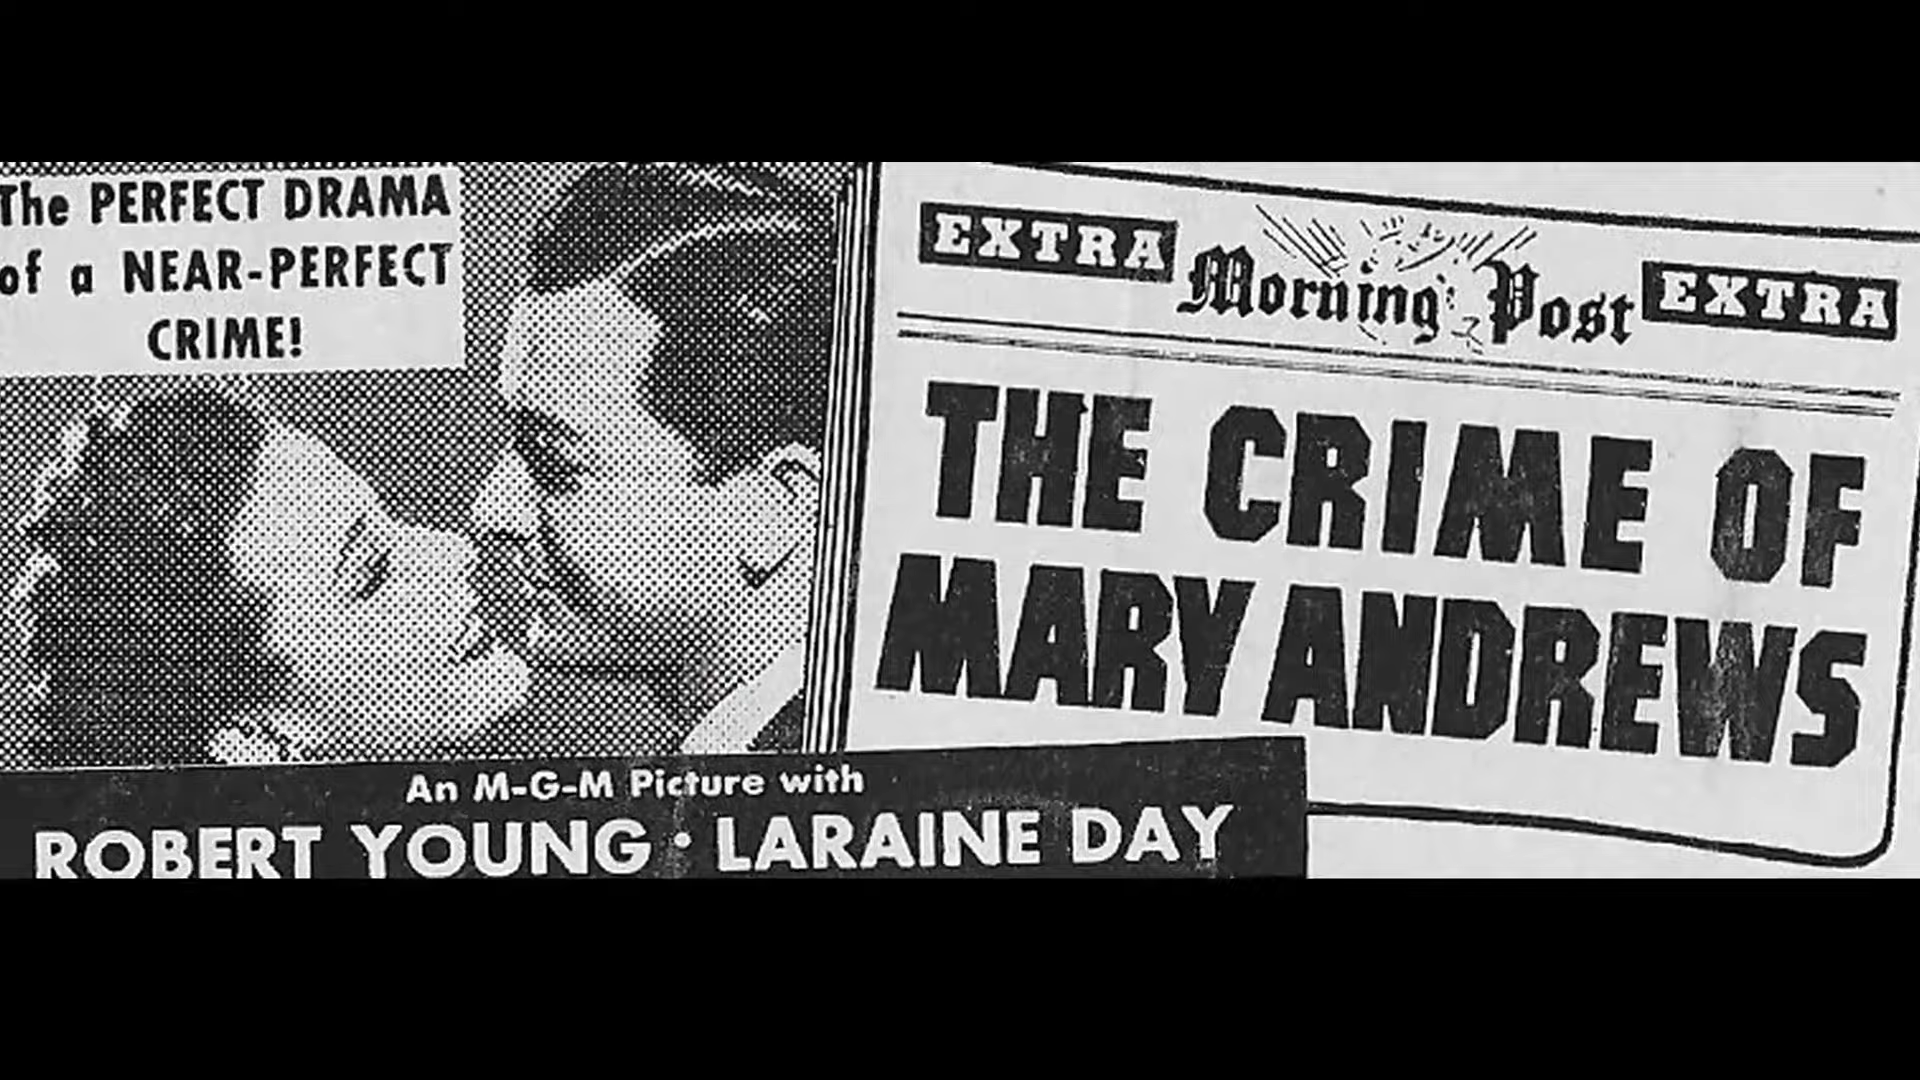 The PERFECT DRAMA
of a NEAR-PERFECT
CRIME!
EXTRA Morning Post EXTRA
THE CRIME OF
MARY ANDREWS
An M-G-M Picture with
ROBERT YOUNG • LARAINE DAY